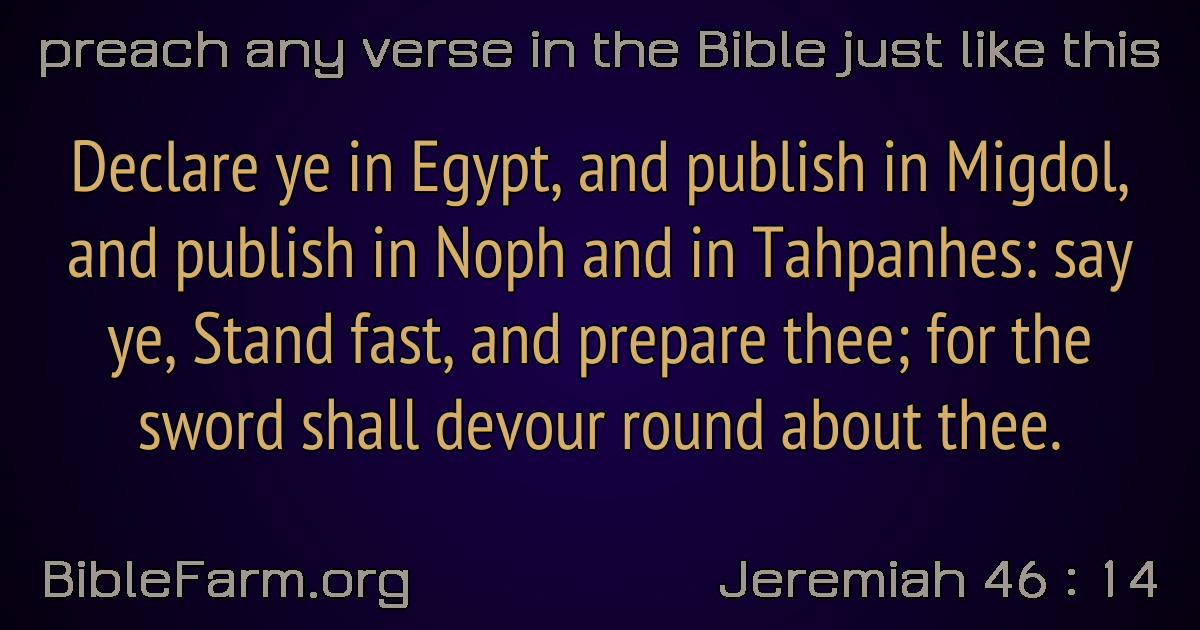 preach any verse in the Bible just like this
Declare ye in Egypt, and publish in Migdol,
and publish in Noph and in Tahpanhes: say
ye, Stand fast, and prepare thee; for the
sword shall devour round about thee.
BibleFarm.org
Jeremiah 46 : 14